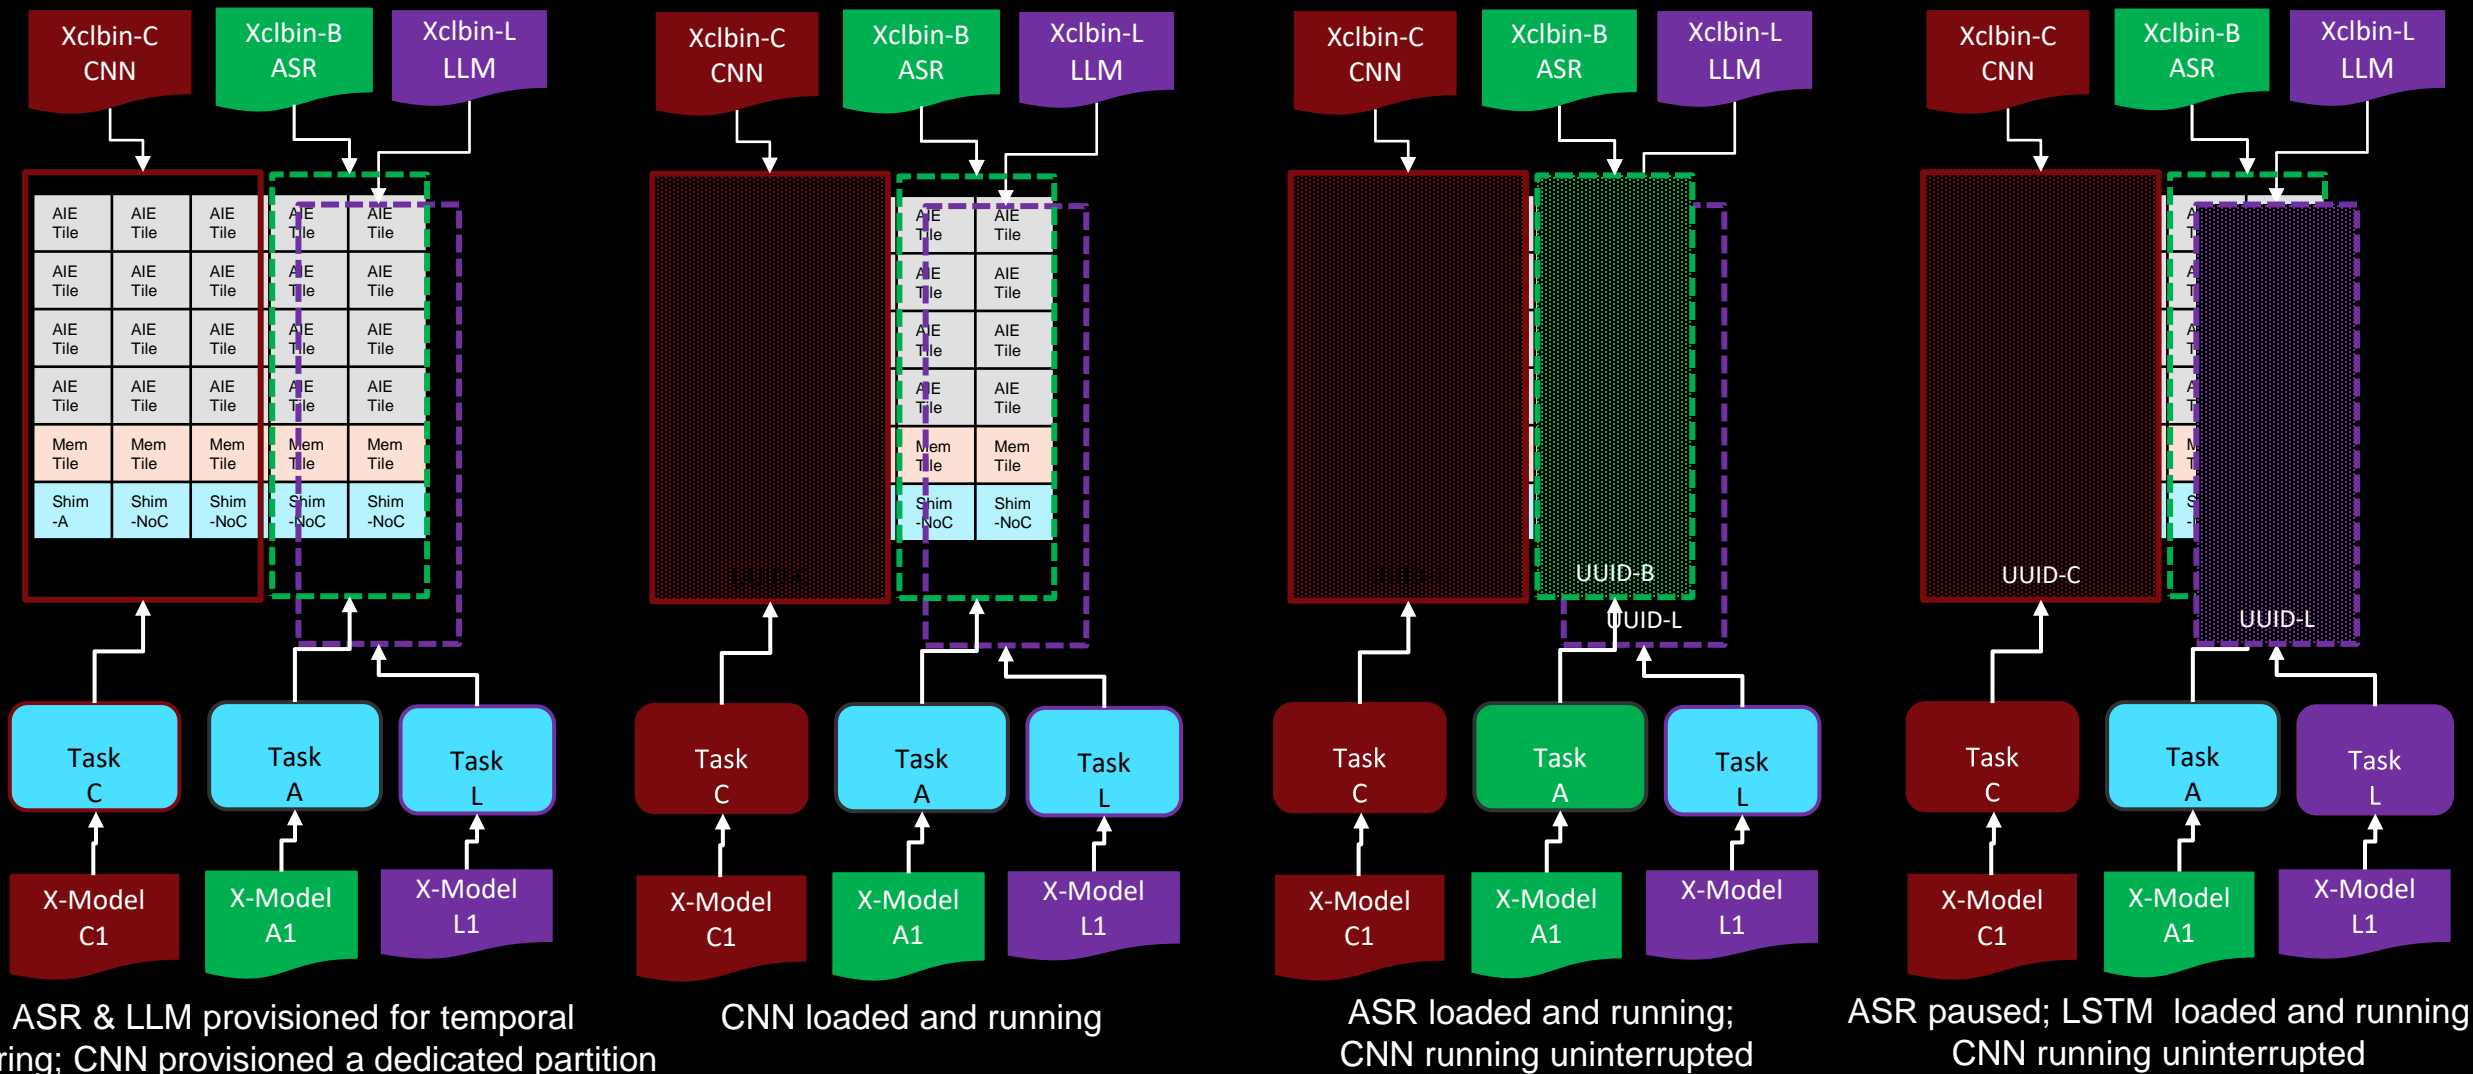 Xclbin-C
CNN
Xclbin-B
ASR
Xclbin-L
LLM
AIE Tile AIE Tile AIE Tile AIE Tile AIE Tile
AIE Tile AIE Tile AIE Tile AIE Tile AIE Tile
AIE Tile AIE Tile AIE Tile AIE Tile AIE Tile
AIE Tile AIE Tile AIE Tile AIE Tile AIE Tile
Mem Tile Mem Tile Mem Tile Mem Tile Mem Tile
Shim -A Shim -NoC Shim -NoC Shim -NoC Shim -NoC
Task
C
Task
A
Task
L
X-Model
C1
X-Model
A1
X-Model
L1
ASR & LLM provisioned for temporal
ring; CNN provisioned a dedicated partition
Xclbin-C
CNN
Xclbin-B
ASR
Xclbin-L
LLM
AIE Tile AIE Tile
AIE Tile AIE Tile
AIE Tile AIE Tile
AIE Tile AIE Tile
Mem Tile Mem Tile
Shim -NoC Shim -NoC
UUID-C
Task
C
Task
A
Task
L
X-Model
C1
X-Model
A1
X-Model
L1
CNN loaded and running
Xclbin-C
CNN
Xclbin-B
ASR
Xclbin-L
LLM
UUID-C
UUID-B
UUID-L
Task
C
Task
A
Task
L
X-Model
C1
X-Model
A1
X-Model
L1
ASR loaded and running;
CNN running uninterrupted
Xclbin-C
CNN
Xclbin-B
ASR
Xclbin-L
LLM
UUID-C
UUID-L
Task
C
Task
A
Task
L
X-Model
C1
X-Model
A1
X-Model
L1
ASR paused; LSTM loaded and running
CNN running uninterrupted